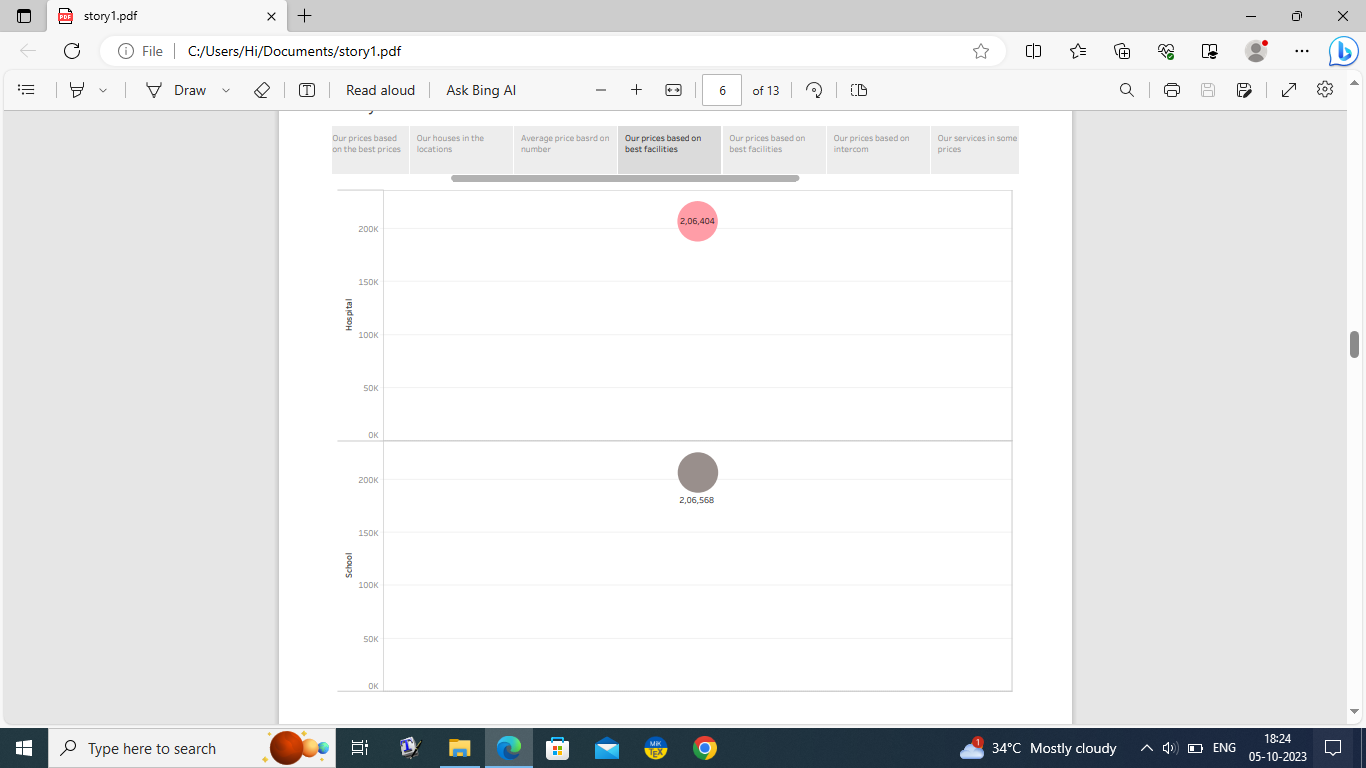 story1.pdf
File
C:/Users/Hi/Documents/story1.pdf
Draw
Read aloud
Ask Bing AI
6
of 13
Our prices based
on the best prices
Our houses in the
locations
Average price basrd on
number
Our prices based on
best facilities
Our prices based on
best facilities
Our prices based on
intercom
Our services in some
prices
2,06,404
200K
150K
Hospital
100K
50K
0K
200K
2,06,568
150K
School
100K
50K
0K
Type here to search
1
34°C Mostly cloudy
ENG
18:24
05-10-2023